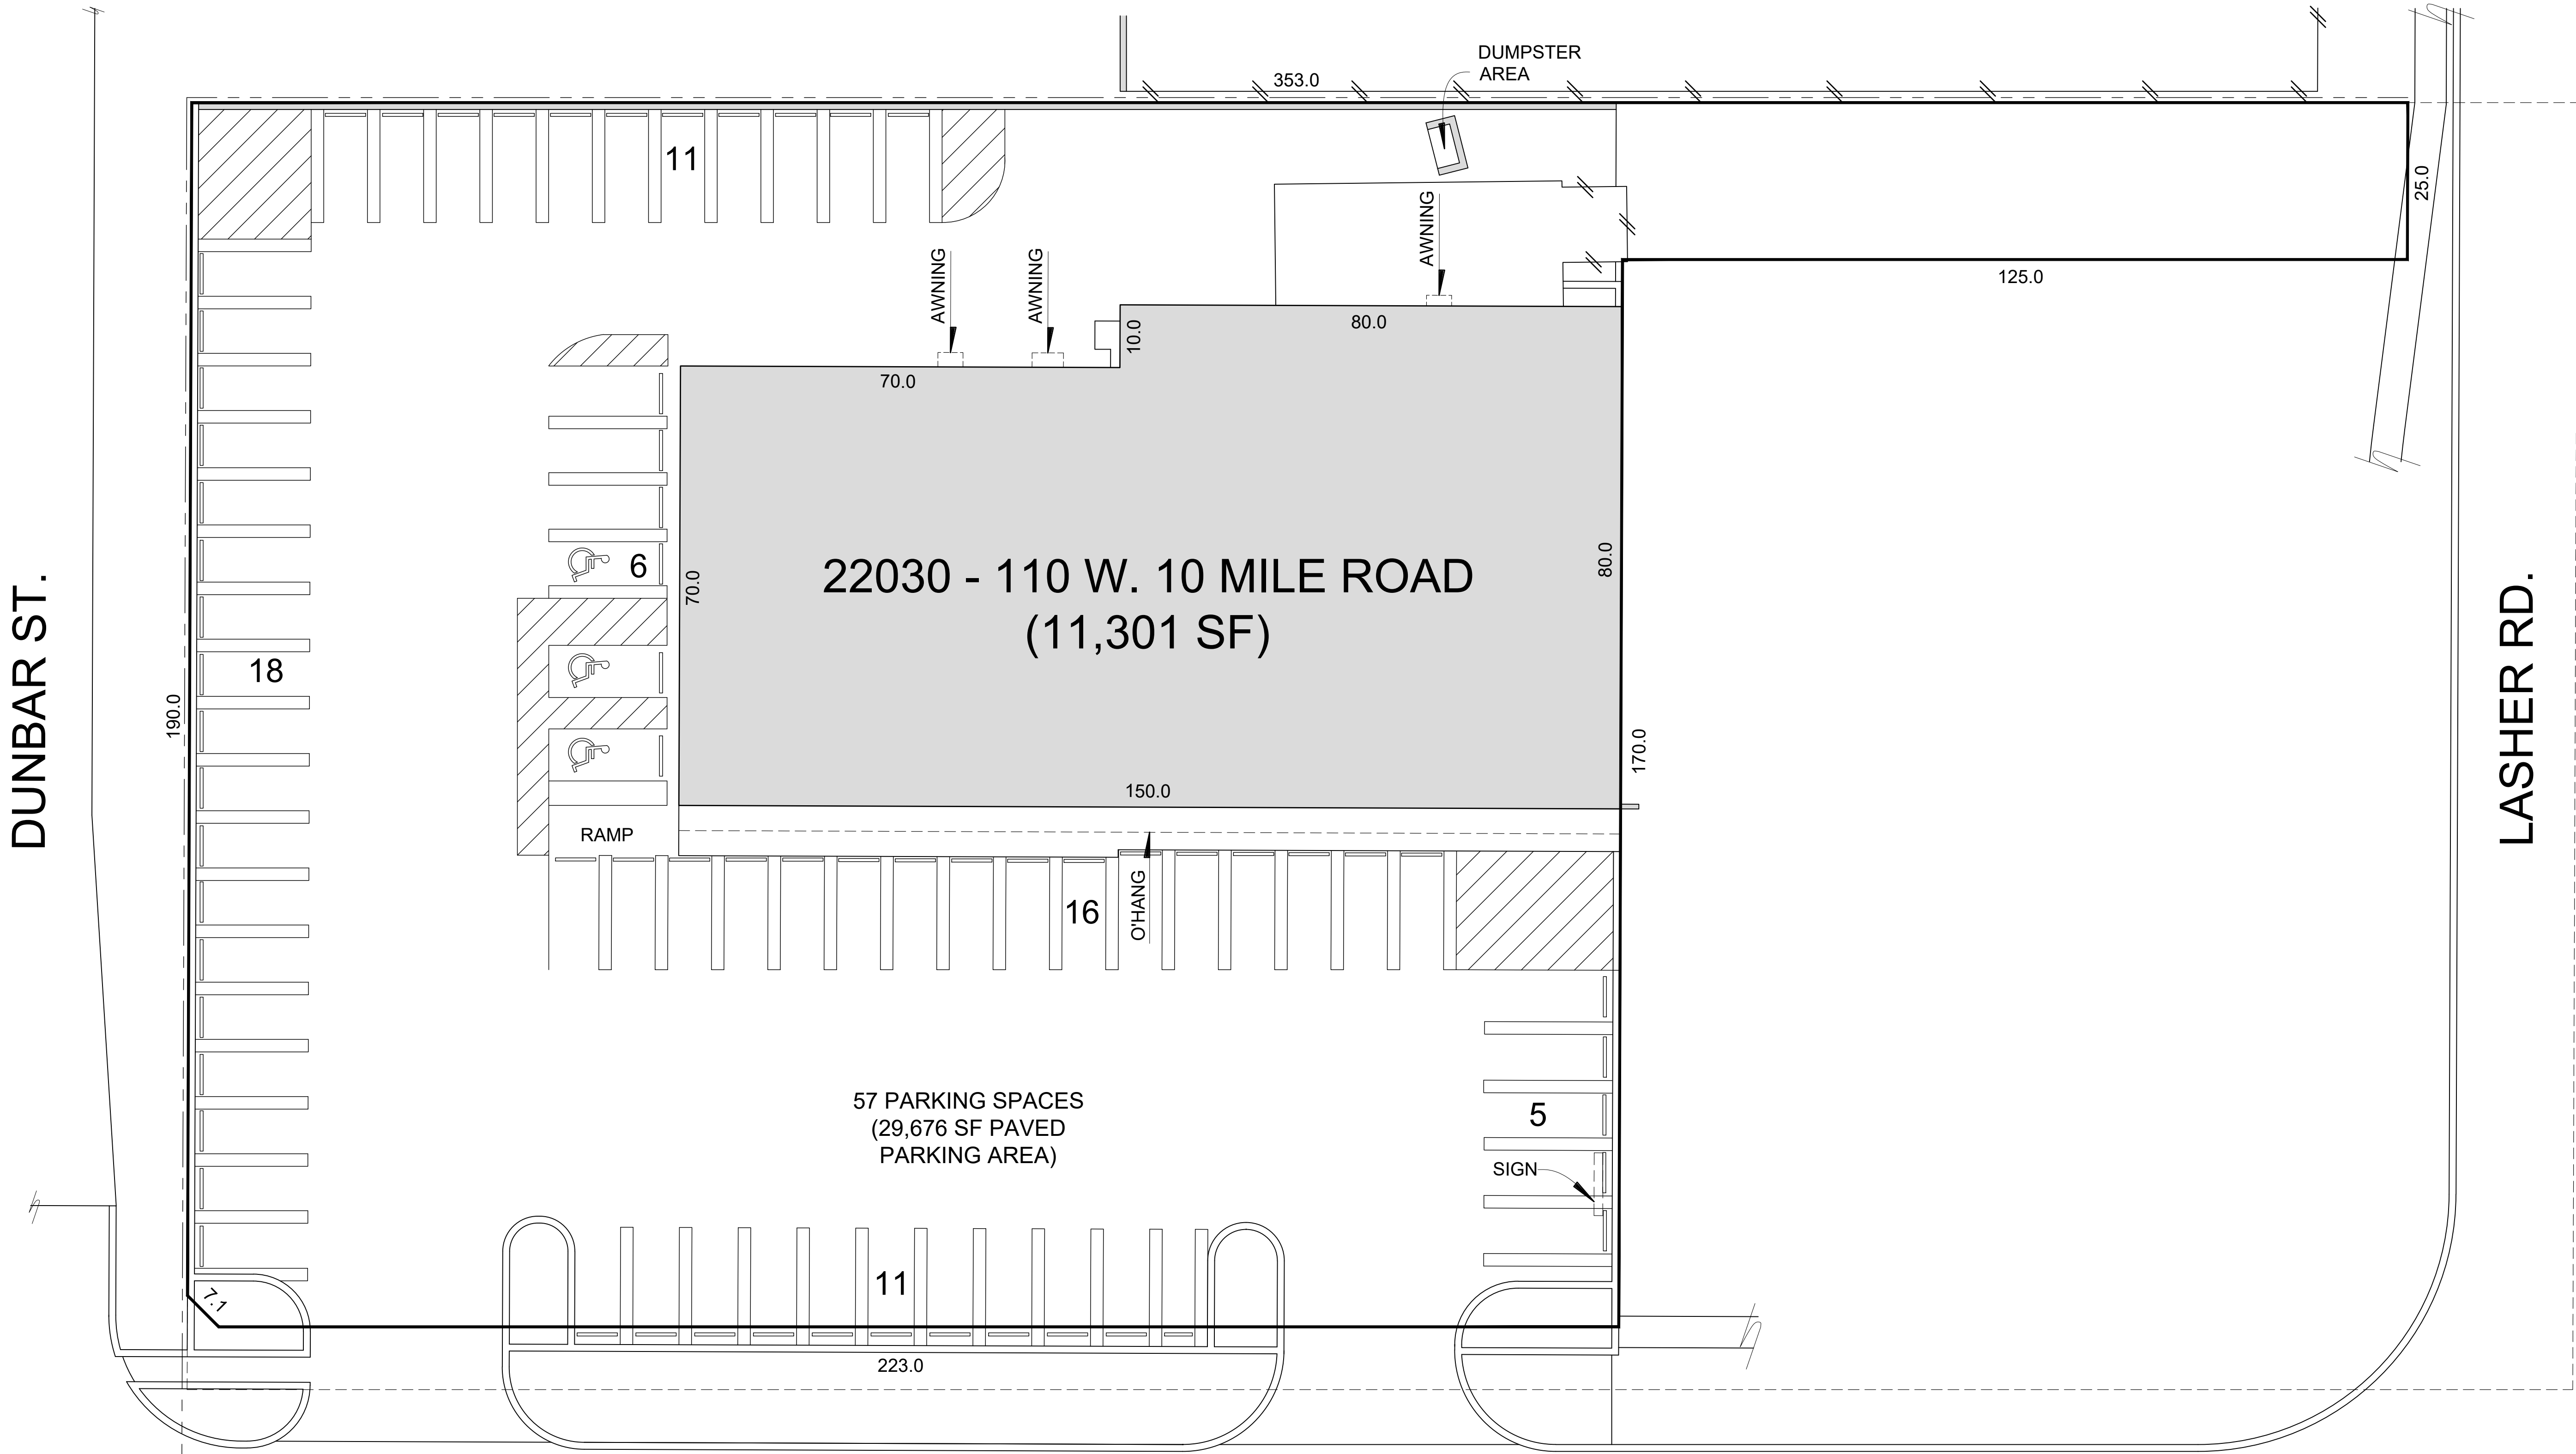 DUMPSTER
AREA
353.0
11
25.0
AWNING
AWNING
AWNING
125.0
10.0
80.0
70.0
22030 - 110 W. 10 MILE ROAD
(11,301 SF)
6
70.0
80.0
DUNBAR ST.
LASHER RD.
18
190.0
170.0
150.0
RAMP
16
O'HANG
57 PARKING SPACES
(29,676 SF PAVED
PARKING AREA)
5
SIGN
7.1
11
223.0